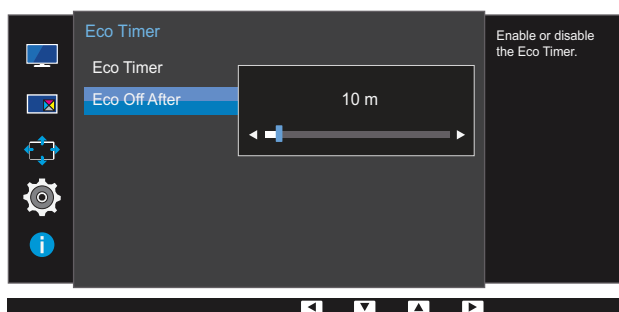 Eco Timer
Eco Timer
Eco Off After
10 m
Enable or disable
the Eco Timer.